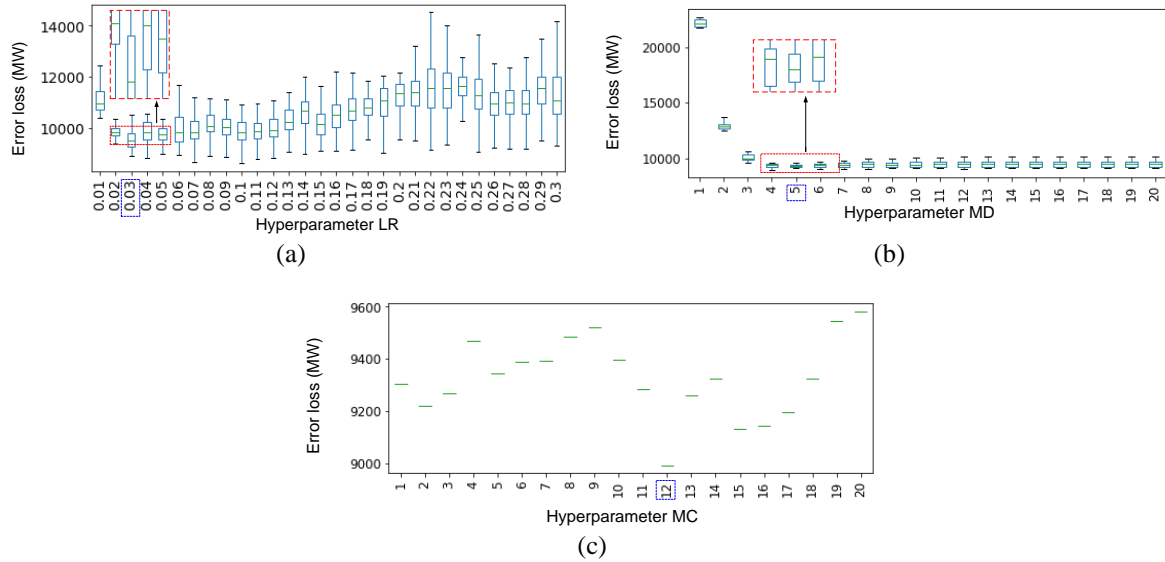 14000
12000
10000
Error loss (MW)
0.01 0.02 0.03 0.04 0.05 0.06 0.07 0.08 0.09 0.1 0.11 0.12 0.13 0.14 0.15 0.16 0.17 0.18 0.19 0.2 0.21 0.22 0.23 0.24 0.25 0.26 0.27 0.28 0.29 0.3
Hyperparameter LR
(a)
20000
15000
10000
Error loss (MW)
1 2 3 4 5 6 7 8 9 10 11 12 13 14 15 16 17 18 19 20
Hyperparameter MD
(b)
9600
9400
9200
9000
Error loss (MW)
1 2 3 4 5 6 7 8 9 10 11 12 13 14 15 16 17 18 19 20
Hyperparameter MC
(c)